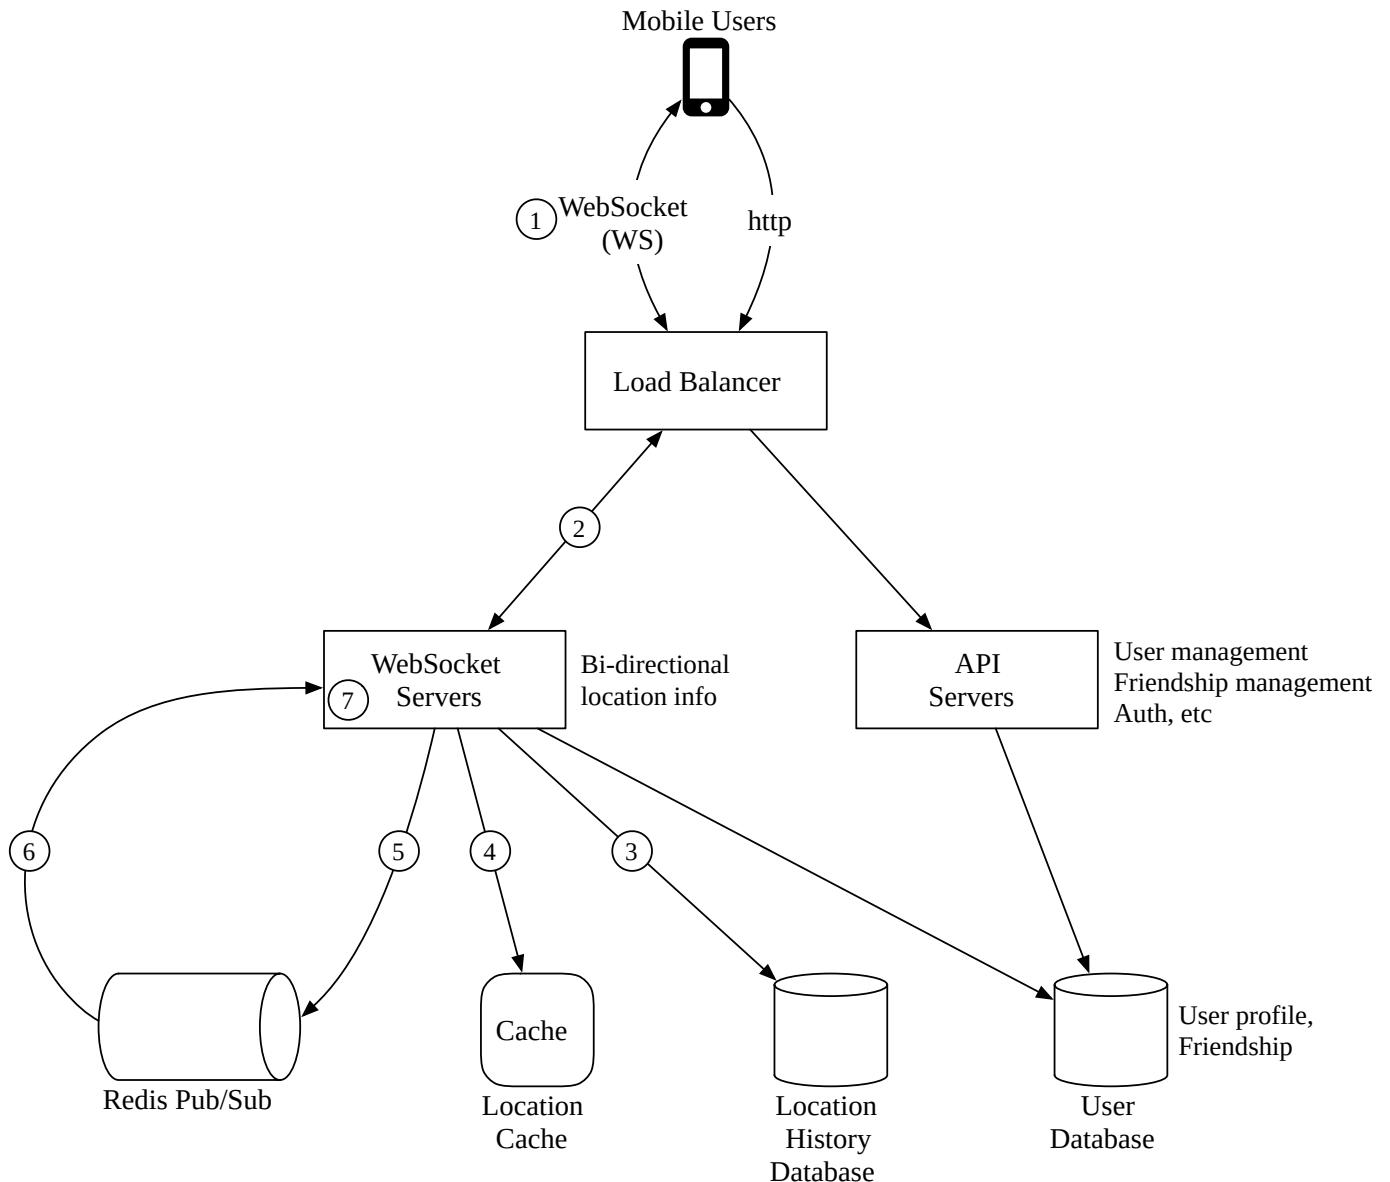 Mobile Users
1
WebSocket
(WS)
http
Load Balancer
2
WebSocket
Servers
7
Bi-directional
location info
API
Servers
User management
Friendship management
Auth, etc
6
5
4
3
Redis Pub/Sub
Cache
Location
Cache
Location
History
Database
User
Database
User profile,
Friendship